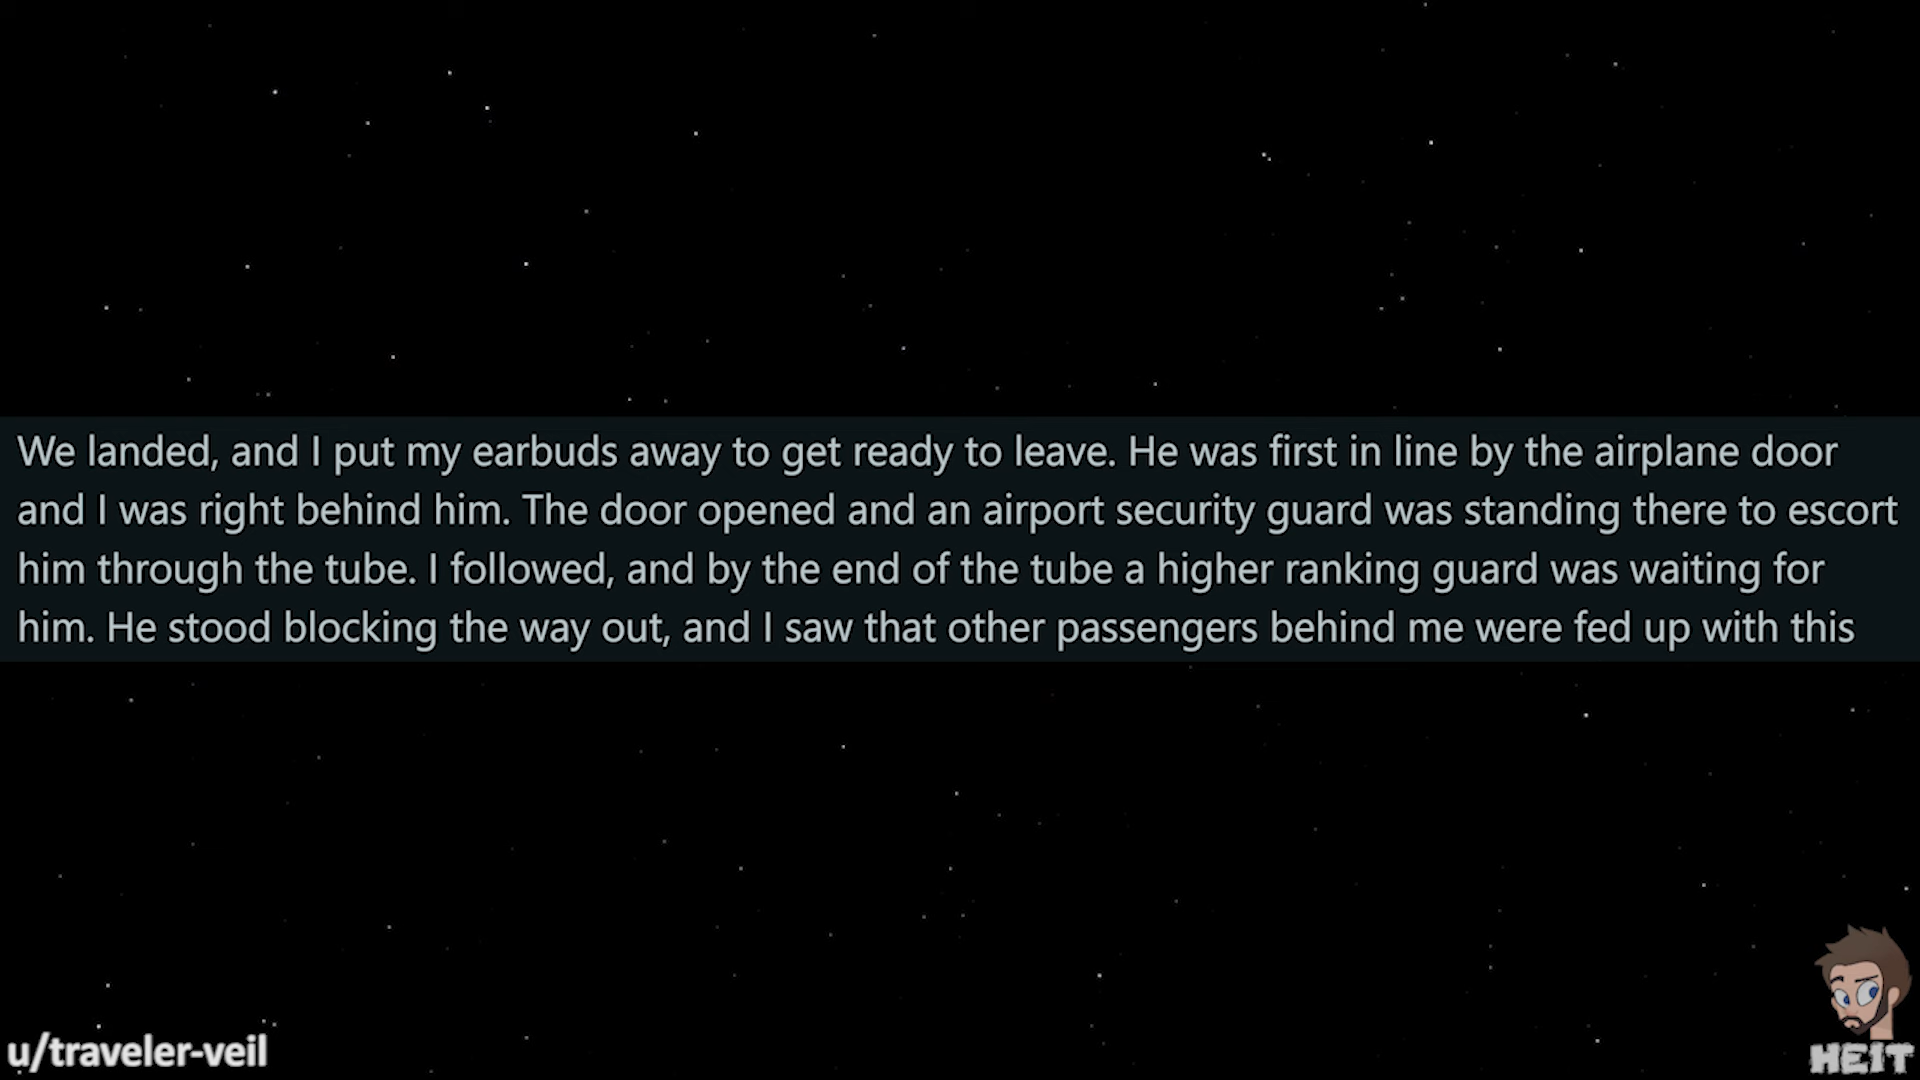 We landed, and I put my earbuds away to get ready to leave. He was first in line by the airplane door
and I was right behind him. The door opened and an airport security guard was standing there to escort
him through the tube. I followed, and by the end of the tube a higher ranking guard was waiting for
him. He stood blocking the way out, and I saw that other passengers behind me were fed up with this
u/traveler-veil
HEIT